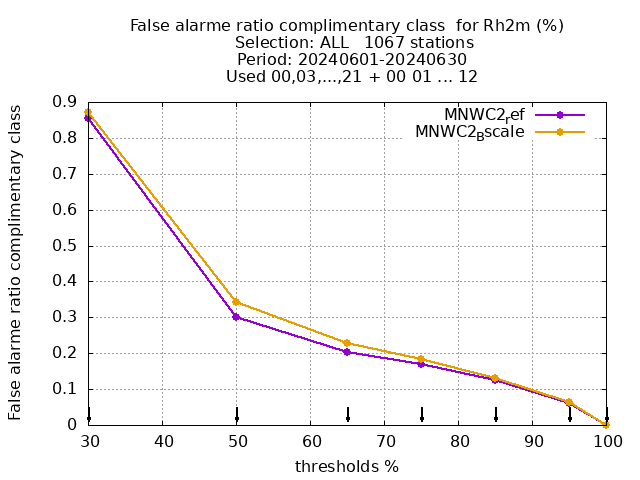 False alarme ratio complimentary class  for Rh2m (%)
Selection: ALL   1067 stations
Period: 20240601-20240630
Used 00,03,...,21 + 00 01 ... 12
False alarme ratio complimentary class
MNWC2ref
MNWC2Bscale
0.9
0.8
0.7
0.6
0.5
0.4
0.3
0.2
0.1
0
30 40 50 60 70 80 90 100
thresholds %